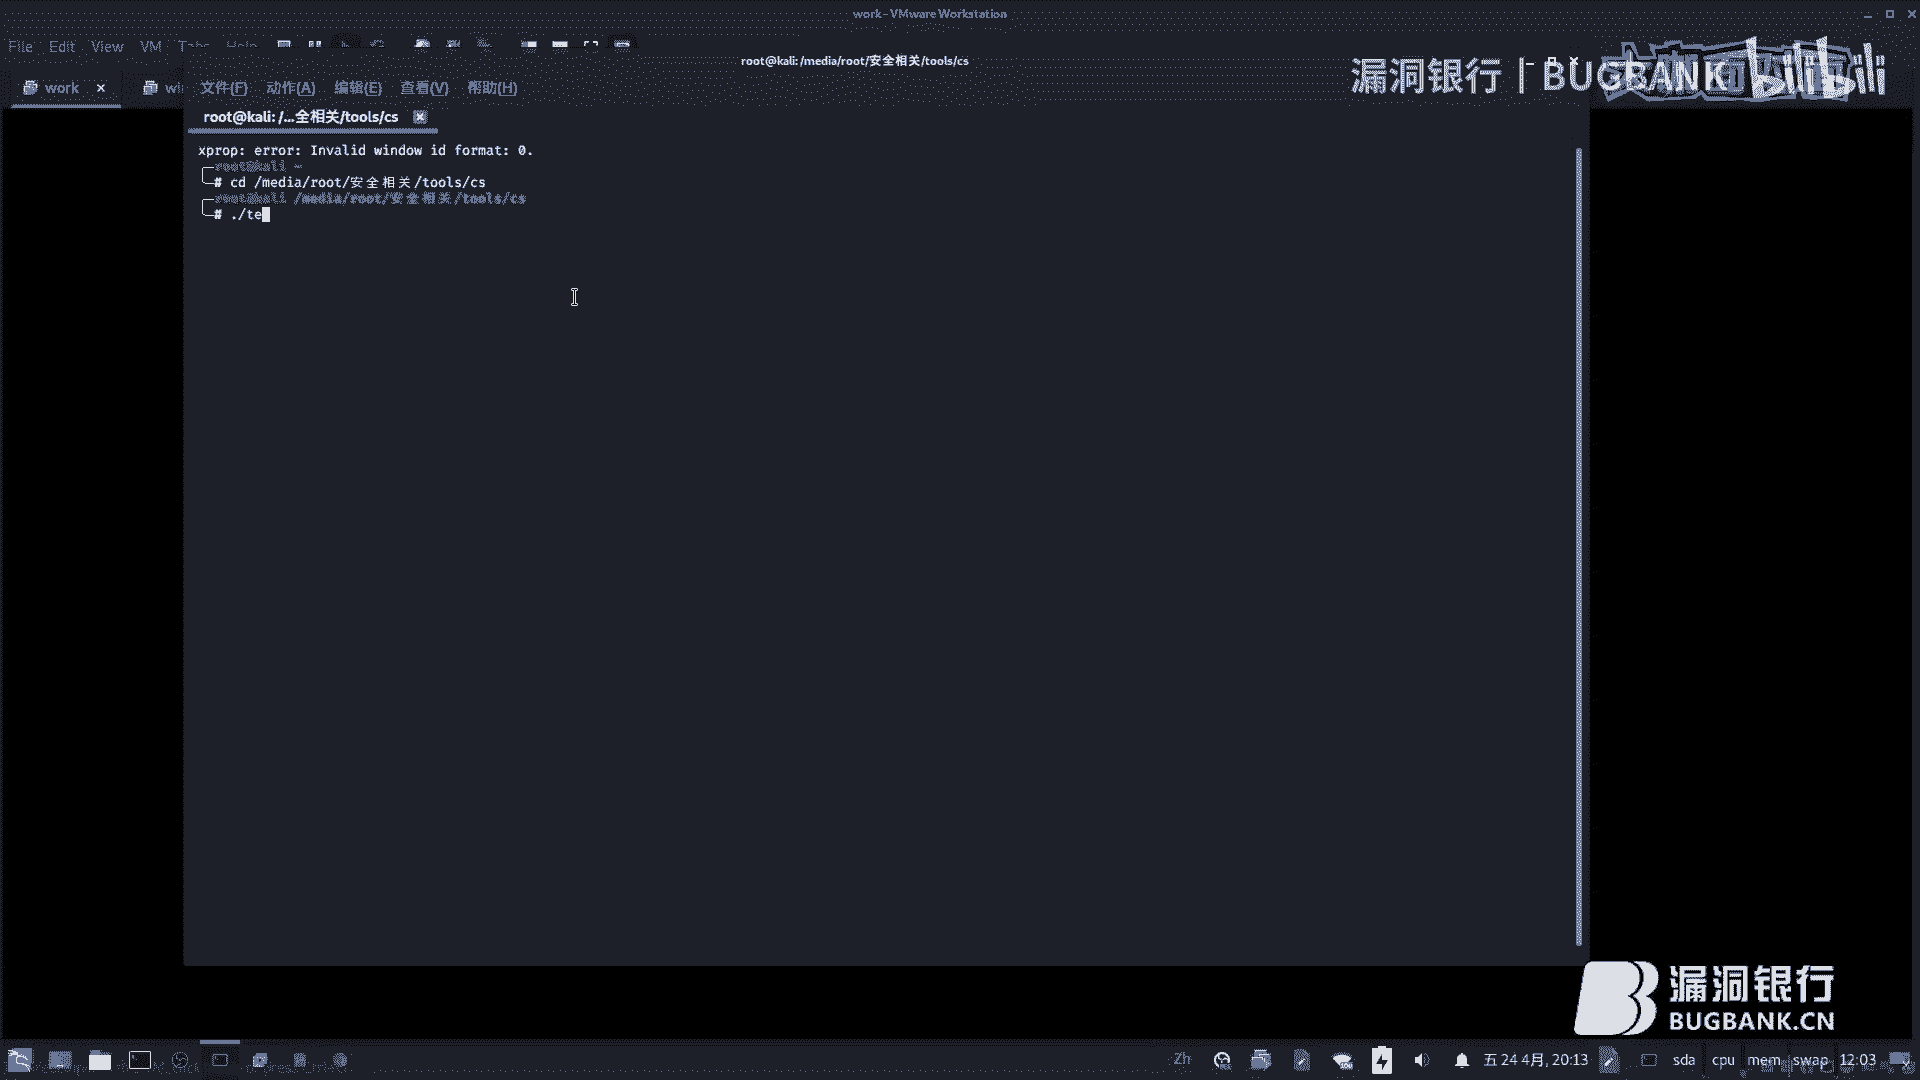 work - VMware Workstation
File Edit View VM Tabs Help
root@kali: /media/root/安全相关/tools/cs
漏洞银行 | BUGBANK bilibili
work ×
文件(F) 动作(A) 编辑(E) 查看(V) 帮助(H)
root@kali: /...全相关/tools/cs
xprop: error: Invalid window id format: 0.
root@kali ~
# cd /media/root/安全相关/tools/cs
root@kali /media/root/安全相关/tools/cs
# ./te
漏洞银行
BUGBANK.CN
Zh 五 24 4月, 20:13 sda cpu mem swap 12:03